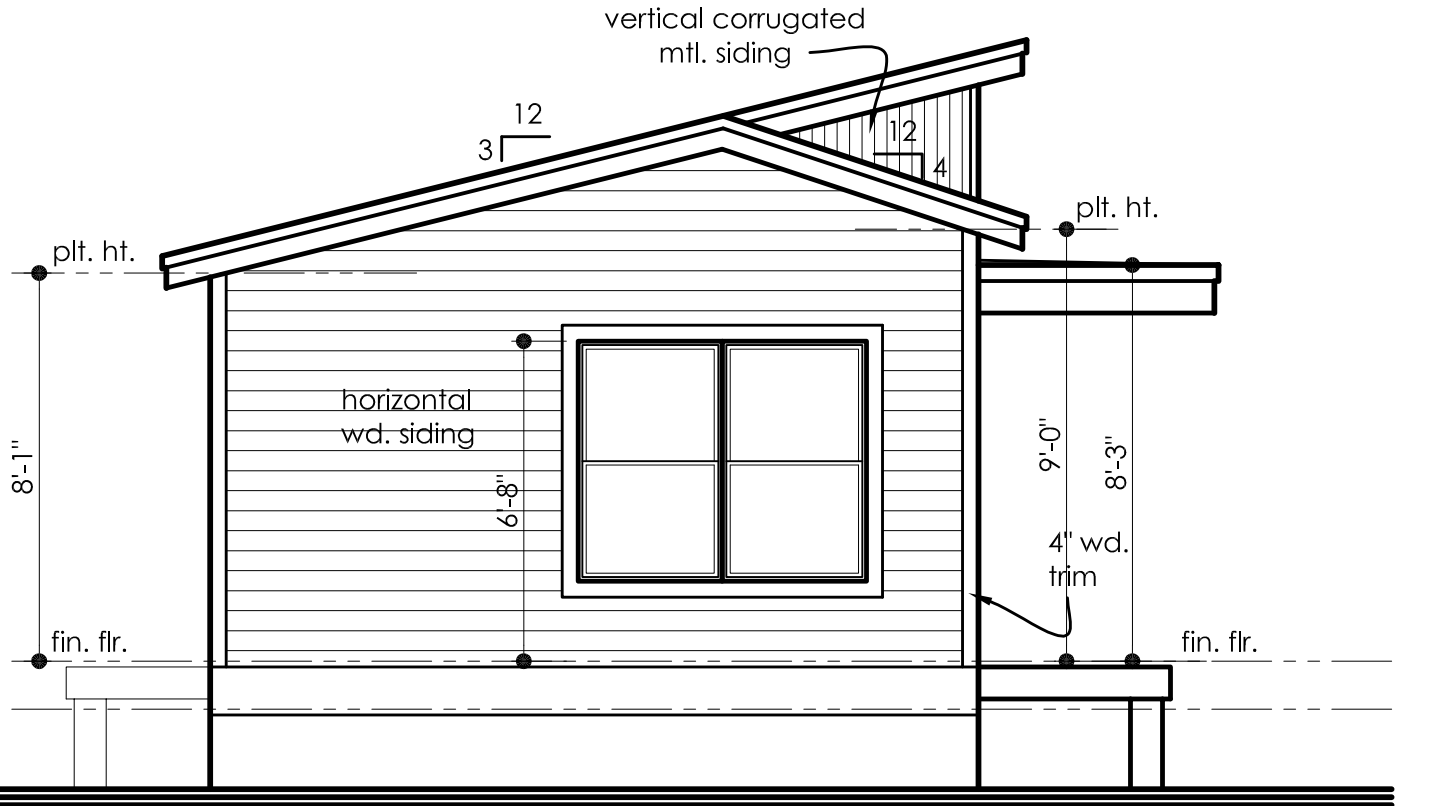 vertical corrugated
mtl. siding
12
3
12
4
plt. ht.
plt. ht.
horizontal
wd. siding
8'-1"
6'-8"
9'-0"
8'-3"
4" wd.
trim
fin. flr.
fin. flr.